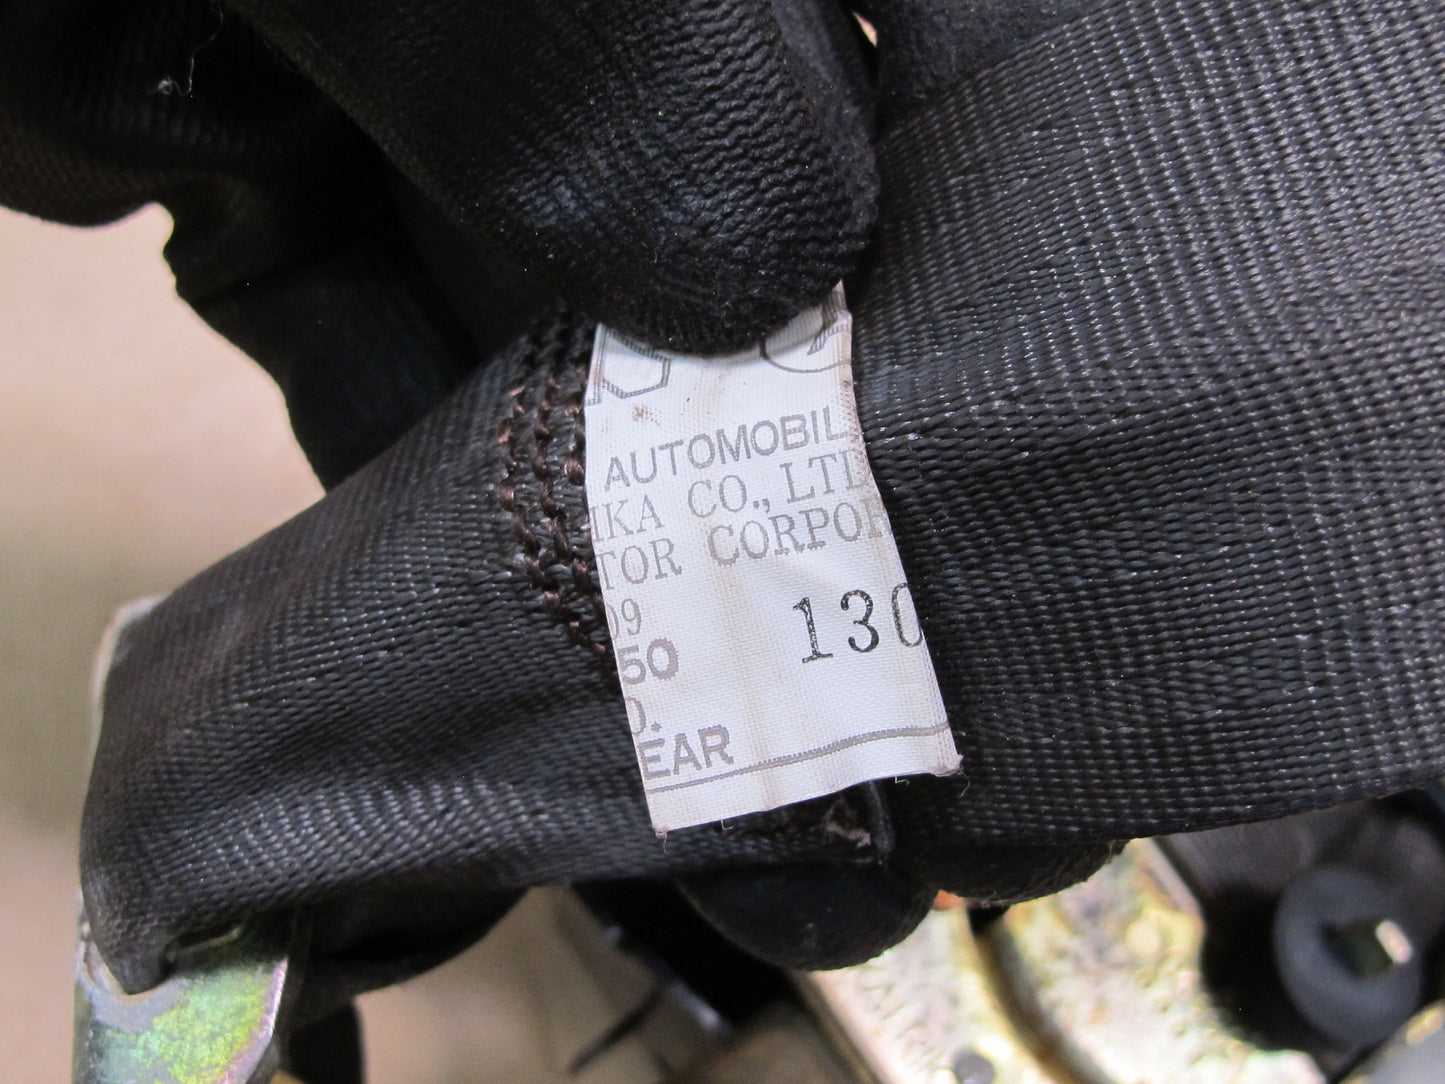 AUTOMOBIL
IKA CO., LTD
TOR CORPOR
09
50 130
O.
EAR